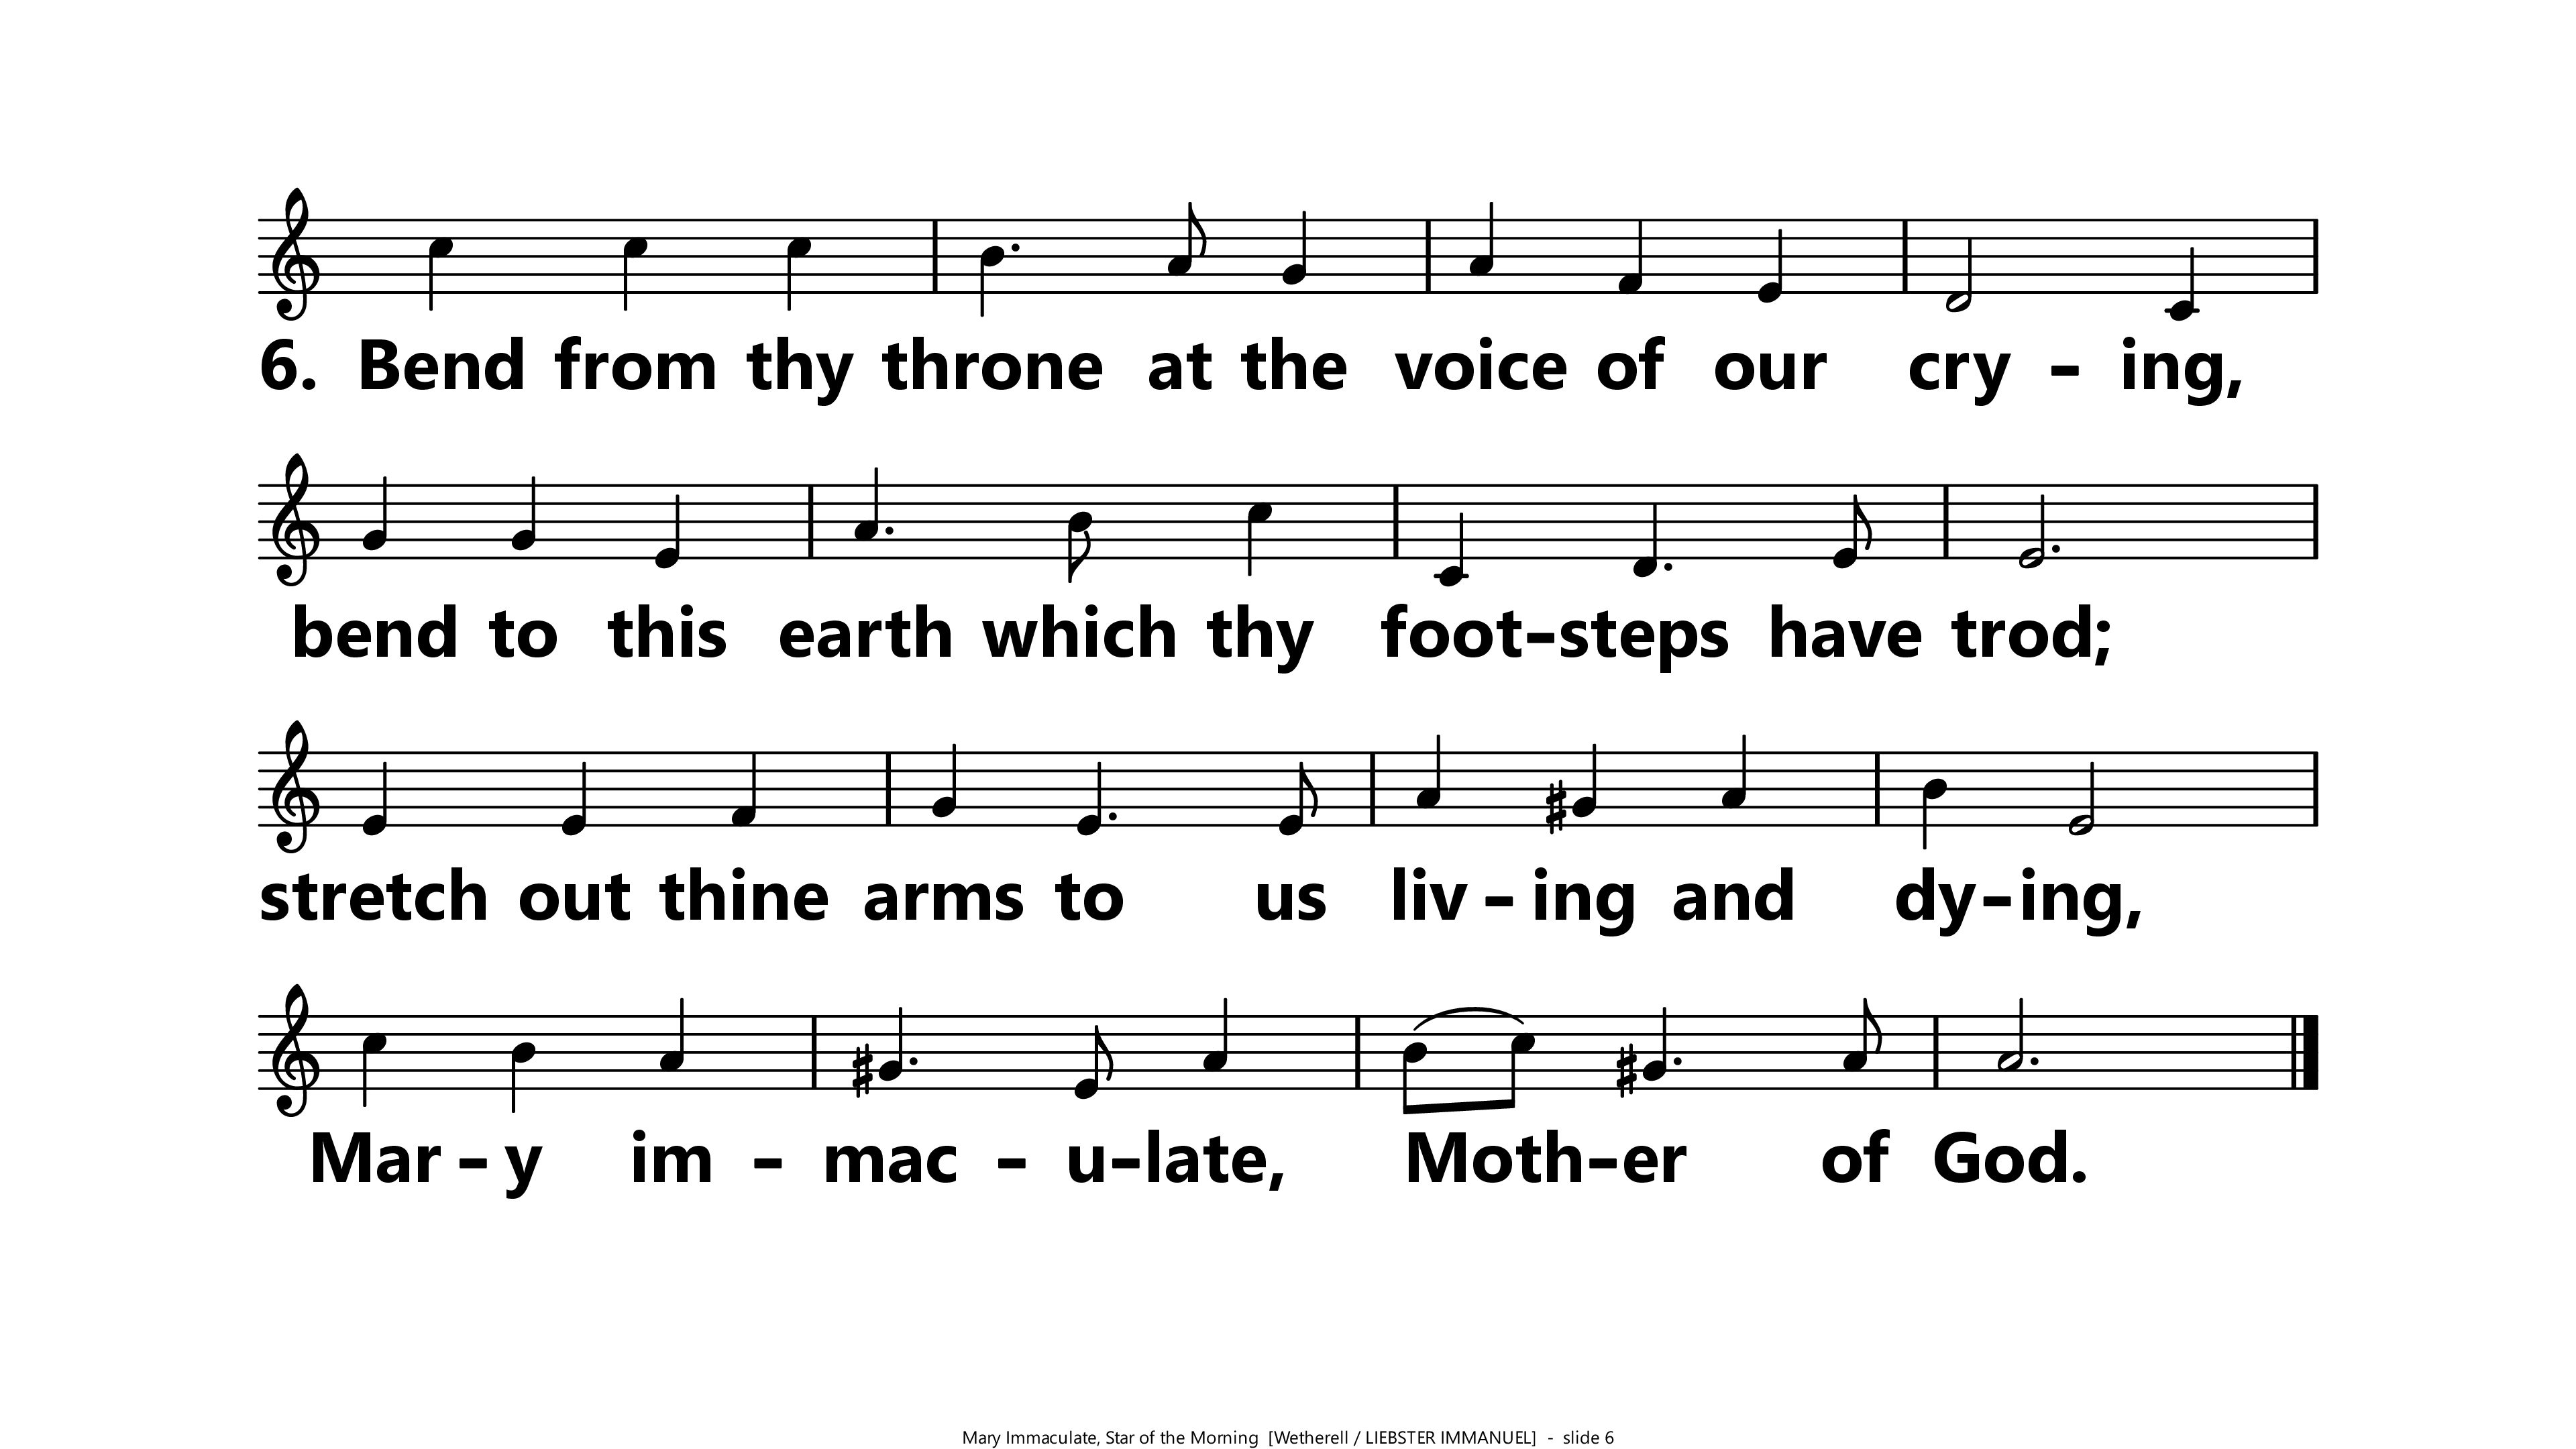 6. Bend from thy throne at the voice of our cry - ing,
bend to this earth which thy foot-steps have trod;
stretch out thine arms to us liv - ing and dy-ing,
Mar - y im - mac - u-late, Moth-er of God.
Mary Immaculate, Star of the Morning [Wetherell / LIEBSTER IMMANUEL] - slide 6